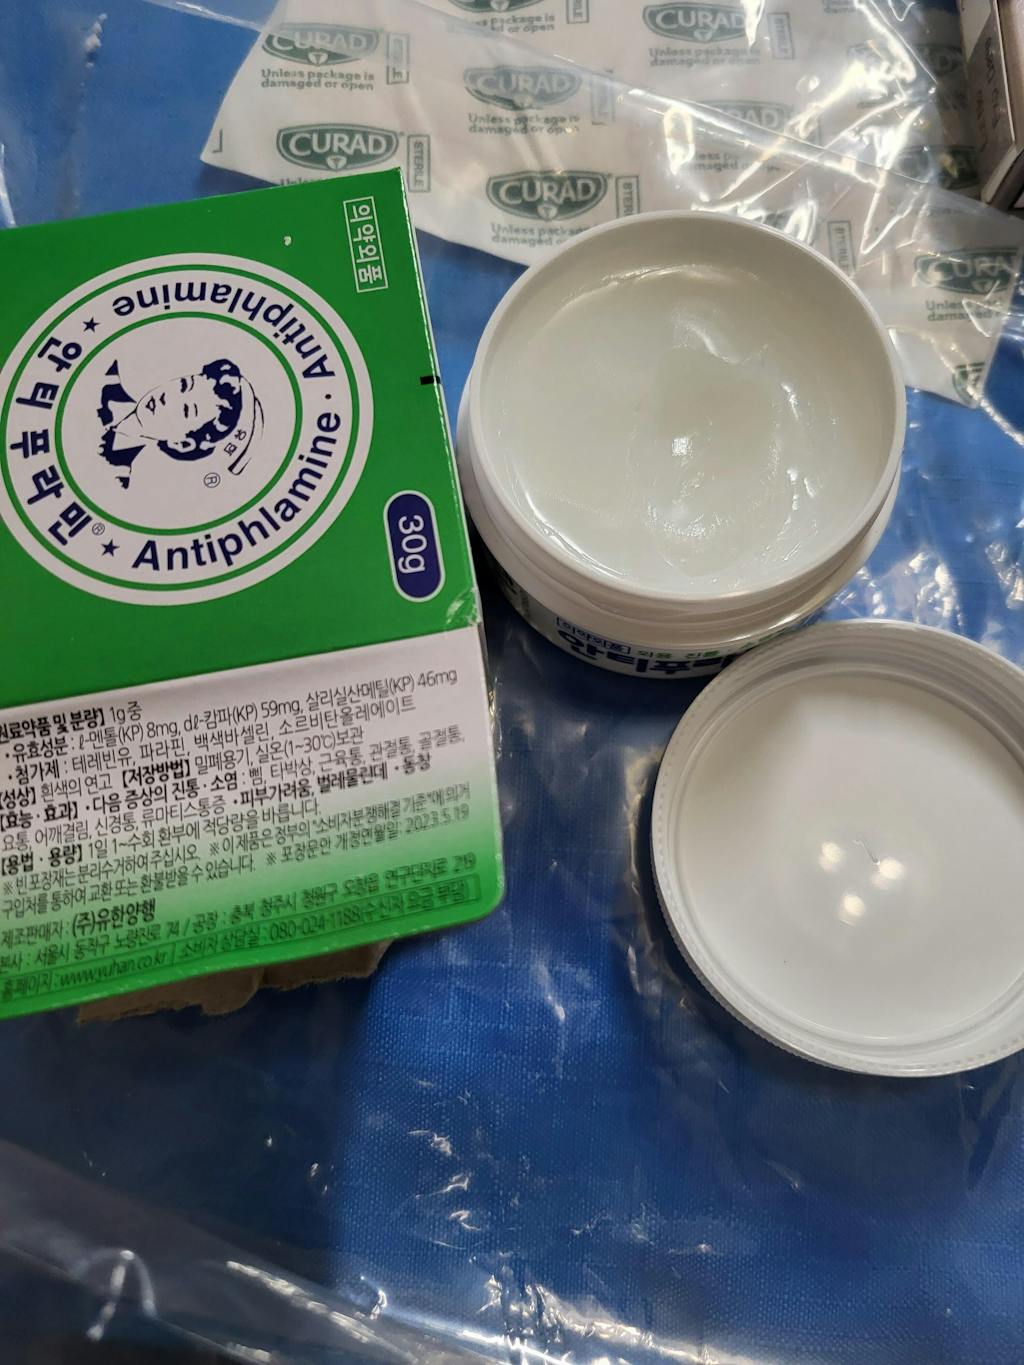 CURAD
Unless package is
damaged or open
CURAD
Unless package is
damaged or open
CURAD
Unless package is
damaged or open
CURAD
STERILE
CURAD
STERILE
Unless package
damaged or
CURA
Unless
damaged or
의약외품
Antiphlamine · Antiphlamine
안티푸라민®
유한
®
30g
원료약품 및 분량] 1g 중
·유효성분 : ℓ-멘톨(KP) 8mg, dℓ-캄파(KP) 59mg, 살리실산메틸(KP) 46mg
·첨가제 : 테레빈유, 파라핀, 백색바셀린, 소르비탄올레에이트
[성상] 흰색의 연고 [저장방법] 밀폐용기, 실온(1~30℃)보관
[효능·효과] ·다음 증상의 진통·소염 : 삠, 타박상, 근육통, 관절통, 골절통,
요통, 어깨결림, 신경통, 류마티스통증 ·피부가려움, 벌레물린데 ·동창
[용법·용량] 1일 1~수회 환부에 적당량을 바릅니다.
※ 빈 포장재는 분리수거하여 주십시오 ※ 이 제품은 정부의 "소비자분쟁해결 기준"에 의거
구입처를 통하여 교환 또는 환불받을 수 있습니다. ※ 포장문안 개정연월일: 2023.5.19
제조판매자 : (주)유한양행
본사 : 서울시 동작구 노량진로 74 / 공장 : 충북 청주시 청원구 오창읍 연구단지로 219
홈페이지 : www.yuhan.co.kr | 소비자 상담실 : 080-024-1188(수신자 요금 부담)
[의약외품] 외용 진통
안티푸라